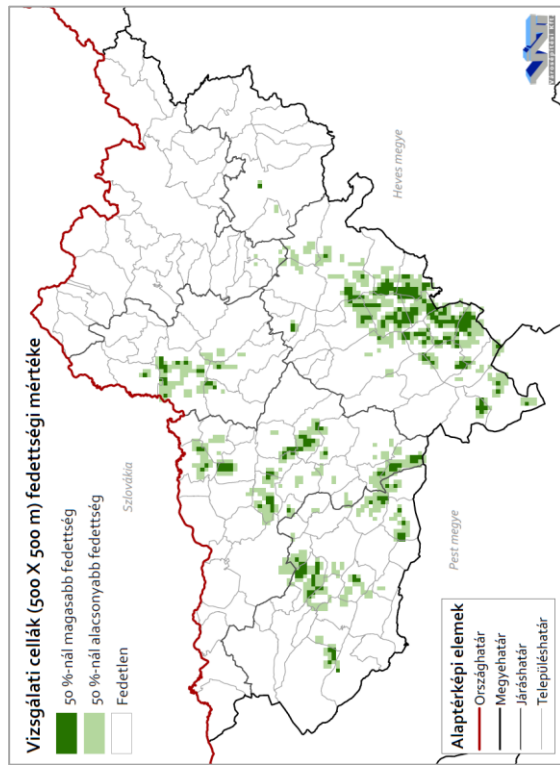 Vizsgálati cellák (500 X 500 m) fedettségi mértéke
50 %-nál magasabb fedettség
50 %-nál alacsonyabb fedettség
Fedetlen
Szlovákia
Heves megye
Pest megye
Alaptérképi elemek
Országhatár
Megyehatár
Járáshatár
Településhatár